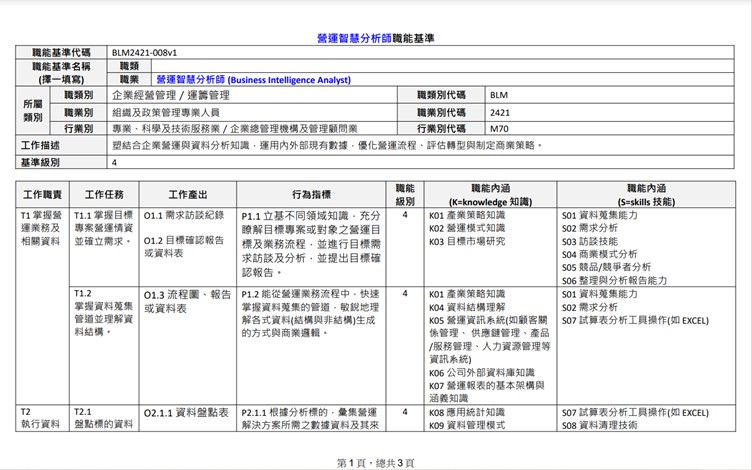 營運智慧分析師職能基準
職能基準代碼 BLM2421-008v1
職能基準名稱 職類
(擇一填寫) 職業 營運智慧分析師 (Business Intelligence Analyst)
所屬 職類別 企業經營管理 / 運籌管理 職類別代碼 BLM
類別 職業別 組織及政策管理專業人員 職業別代碼 2421
行業別 專業、科學及技術服務業 / 企業總管理機構及管理顧問業 行業別代碼 M70
工作描述 塑結合企業營運與資料分析知識，運用內外部現有數據，優化營運流程、評估轉型與制定商業策略。
基準級別 4
工作職責 工作任務 工作產出 行為指標 職能 職能內涵 職能內涵
級別 (K=knowledge 知識) (S=skills 技能)
T1 掌握營
運業務及
相關資料
T1.1 掌握目標
專案營運情資
並確立需求。
O1.1 需求訪談紀錄
O1.2 目標確認報告
或資料表
P1.1 立基不同領域知識，充分
瞭解目標專案或對象之營運目
標及業務流程，並進行目標需
求訪談及分析，並提出目標確
認報告。
4
K01 產業策略知識
K02 營運模式知識
K03 目標市場研究
S01 資料蒐集能力
S02 需求分析
S03 訪談技能
S04 商業模式分析
S05 競品/競爭者分析
S06 整理與分析報告能力
T1.2
掌握資料蒐集
管道並理解資
料結構。
O1.3 流程圖、報告
或資料表
P1.2 能從營運業務流程中，快速
掌握資料蒐集的管道，敏銳地理
解各式資料(結構與非結構)生成
的方式與商業邏輯。
4
K01 產業策略知識
K04 資料結構理解
K05 營運資訊系統(如顧客關
係管理、 供應鏈管理、產品
/服務管理、人力資源管理等
資訊系統)
K06 公司外部資料庫知識
K07 營運報表的基本架構與
涵義知識
S01 資料蒐集能力
S02 需求分析
S07 試算表分析工具操作(如 EXCEL)
T2
執行資料
T2.1
盤點標的資料
O2.1.1 資料盤點表
P2.1.1 根據分析標的，彙集營運
解決方案所需之數據資料及其來
4
K08 應用統計知識
K09 資料管理模式
S07 試算表分析工具操作(如 EXCEL)
S08 資料清理技術
第 1 頁，總共 3 頁